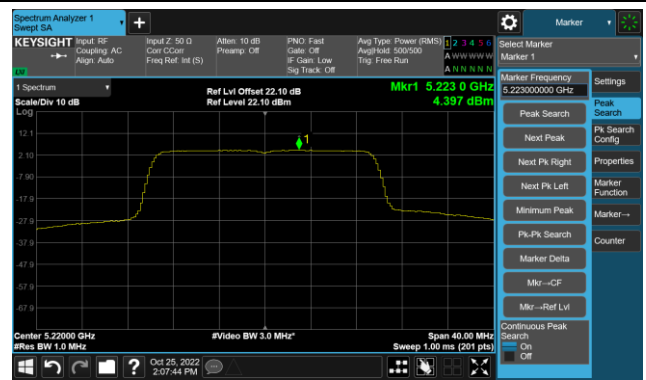 Spectrum Analyzer 1
Swept SA
+
Marker
KEYSIGHT
Input: RF
Coupling: AC
Align: Auto
Input Z: 50 Ω
Corr CCorr
Freq Ref: Int (S)
Atten: 10 dB
Preamp: Off
PNO: Fast
Gate: Off
IF Gain: Low
Sig Track: Off
Avg Type: Power (RMS)
Avg|Hold: 500/500
Trig: Free Run
1 2 3 4 5 6
A W W W W W
A N N N N N
LW
Select Marker
Marker 1
1 Spectrum
Scale/Div 10 dB
Log
Ref Lvl Offset 22.10 dB
Ref Level 22.10 dBm
Mkr1 5.223 0 GHz
4.397 dBm
12.1
2.10
-7.90
-17.9
-27.9
-37.9
-47.9
-57.9
-67.9
1
Center 5.22000 GHz
#Res BW 1.0 MHz
#Video BW 3.0 MHz*
Span 40.00 MHz
Sweep 1.00 ms (201 pts)
Marker Frequency
5.223000000 GHz
Peak Search
Next Peak
Next Pk Right
Next Pk Left
Minimum Peak
Pk-Pk Search
Marker Delta
Mkr→CF
Mkr→Ref Lvl
Continuous Peak
Search
On
Off
Settings
Peak
Search
Pk Search
Config
Properties
Marker
Function
Marker→
Counter
?
Oct 25, 2022
2:07:44 PM